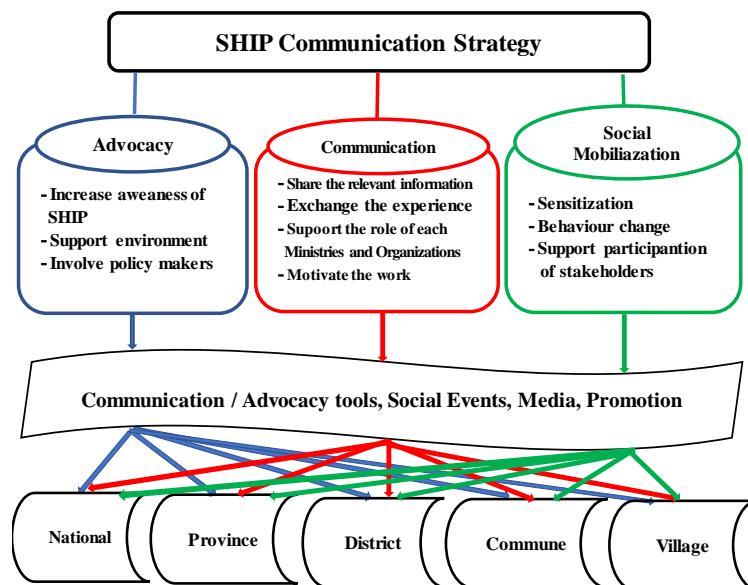 SHIP Communication Strategy
Advocacy
- Increase aweaness of
SHIP
- Support environment
- Involve policy makers
Communication
- Share the relevant information
- Exchange the experience
- Supoort the role of each
Ministries and Organizations
- Motivate the work
Social
Mobiliazation
- Sensitization
- Behaviour change
- Support participantion
of stakeholders
Communication / Advocacy tools, Social Events, Media, Promotion
National
Province
District
Commune
Village